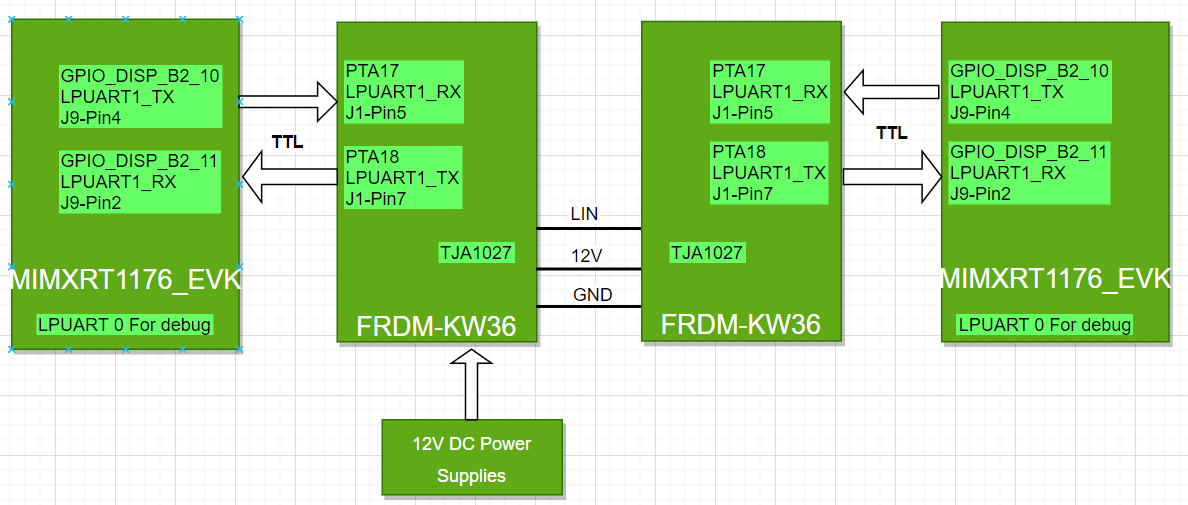 GPIO_DISP_B2_10
LPUART1_TX
J9-Pin4
GPIO_DISP_B2_11
LPUART1_RX
J9-Pin2
MIMXRT1176_EVK
LPUART 0 For debug
TTL
PTA17
LPUART1_RX
J1-Pin5
PTA18
LPUART1_TX
J1-Pin7
TJA1027
FRDM-KW36
LIN
12V
GND
PTA17
LPUART1_RX
J1-Pin5
PTA18
LPUART1_TX
J1-Pin7
TJA1027
FRDM-KW36
TTL
GPIO_DISP_B2_10
LPUART1_TX
J9-Pin4
GPIO_DISP_B2_11
LPUART1_RX
J9-Pin2
MIMXRT1176_EVK
LPUART 0 For debug
12V DC Power
Supplies